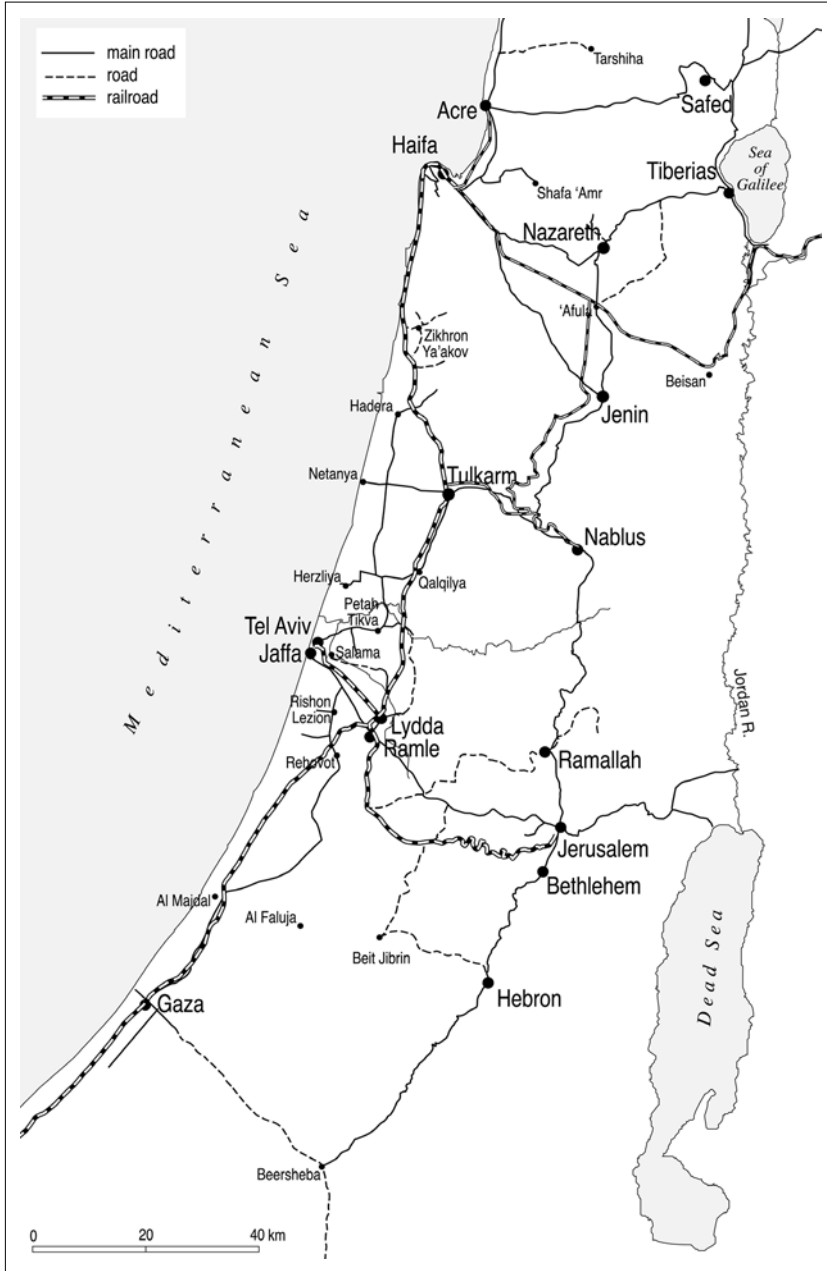 main road
road
railroad
Tarshiha
Safed
Acre
Haifa
Sea
of
Galilee
Tiberias
Shafa ‘Amr
Nazareth
‘Afula
Zikhron
Ya’akov
Beisan
Jenin
Hadera
Mediterranean Sea
Netanya
Tulkarm
Nablus
Herzliya
Qalqilya
Petah
Tikva
Tel Aviv
Jaffa
Salama
Jordan R.
Rishon
Lezion
Lydda
Ramle
Rehovot
Ramallah
Jerusalem
Bethlehem
Al Majdal
Al Faluja
Beit Jibrin
Dead Sea
Hebron
Gaza
Beersheba
0 20 40 km